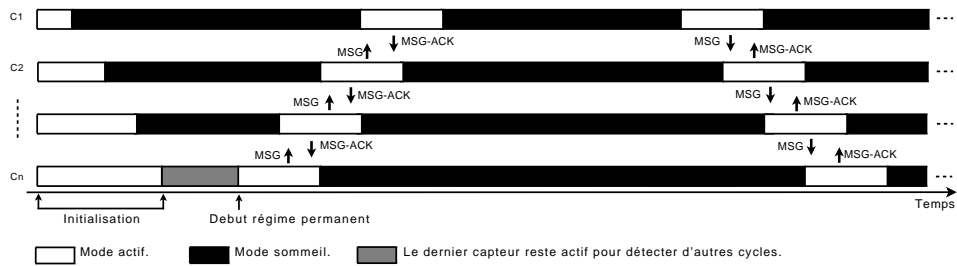 C1
MSG
MSG-ACK
MSG
MSG-ACK
C2
MSG
MSG-ACK
MSG
MSG-ACK
MSG
MSG-ACK
MSG
MSG-ACK
Cn
Temps
Initialisation
Debut régime permanent
Mode actif.
Mode sommeil.
Le dernier capteur reste actif pour détecter d'autres cycles.